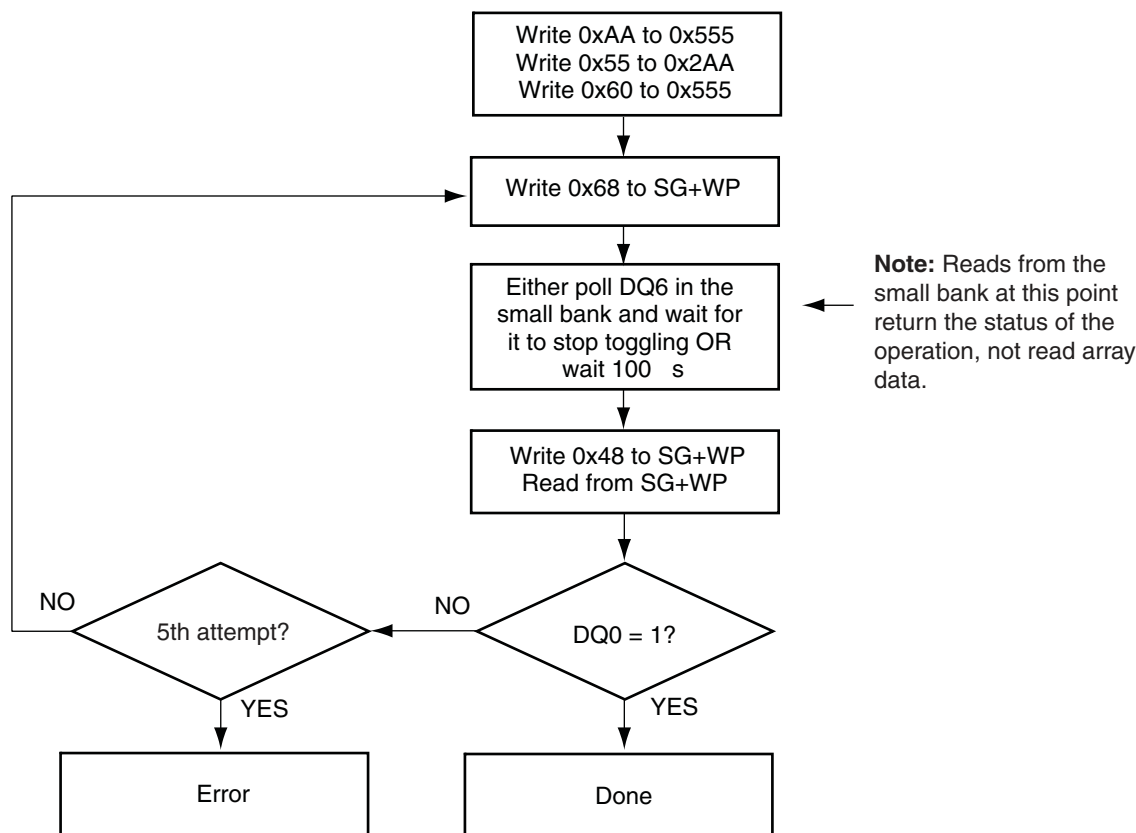 Write 0xAA to 0x555
Write 0x55 to 0x2AA
Write 0x60 to 0x555
Write 0x68 to SG+WP
Either poll DQ6 in the
small bank and wait for
it to stop toggling OR
wait 100 s
Note: Reads from the
small bank at this point
return the status of the
operation, not read array
data.
Write 0x48 to SG+WP
Read from SG+WP
NO
5th attempt?
NO
DQ0 = 1?
YES
YES
Error
Done